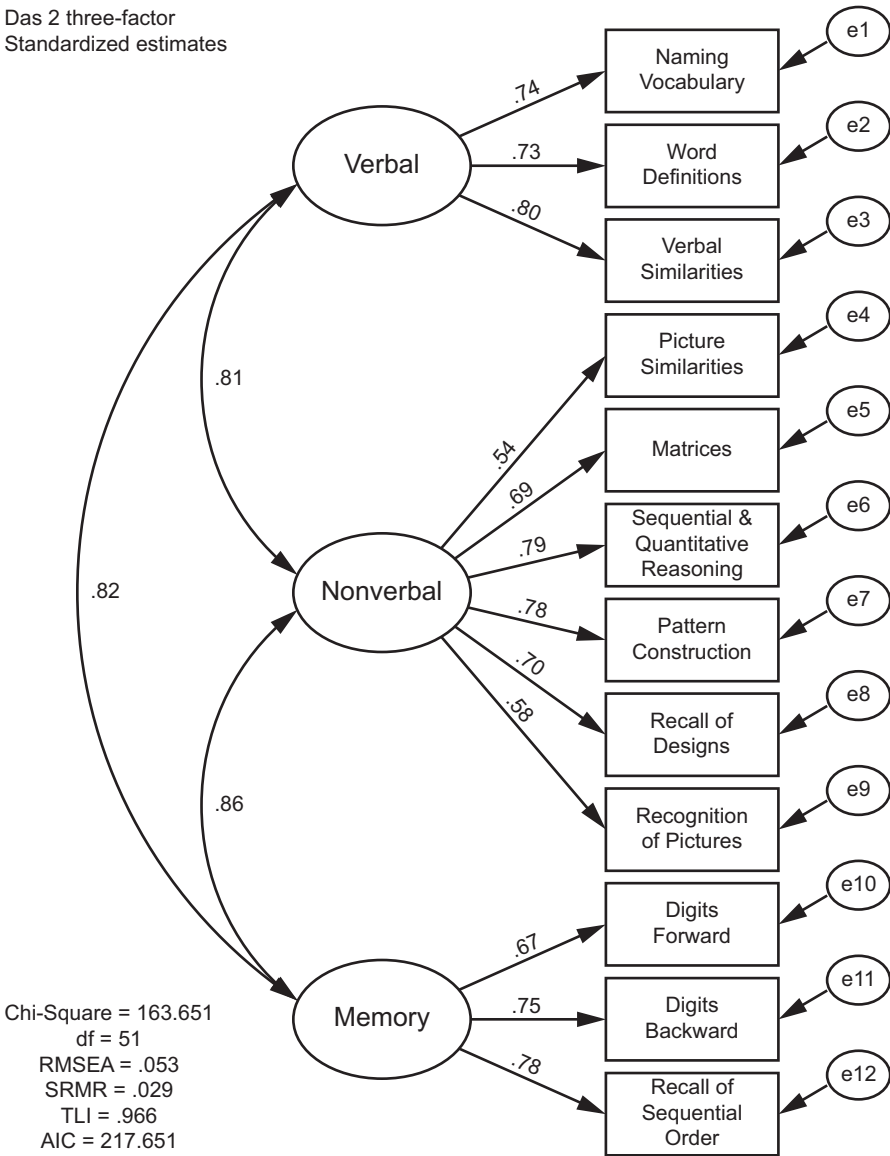 Das 2 three-factor
Standardized estimates
e1
Naming
Vocabulary
.74
e2
Word
Definitions
.73
Verbal
e3
Verbal
Similarities
.80
e4
Picture
Similarities
.81
e5
Matrices
.54
.69
e6
Sequential &
Quantitative
Reasoning
.79
.82
Nonverbal
e7
Pattern
Construction
.78
.70
e8
Recall of
Designs
.58
e9
Recognition
of Pictures
.86
e10
Digits
Forward
.67
e11
Digits
Backward
.75
Memory
e12
Recall of
Sequential
Order
.78
Chi-Square = 163.651
df = 51
RMSEA = .053
SRMR = .029
TLI = .966
AIC = 217.651